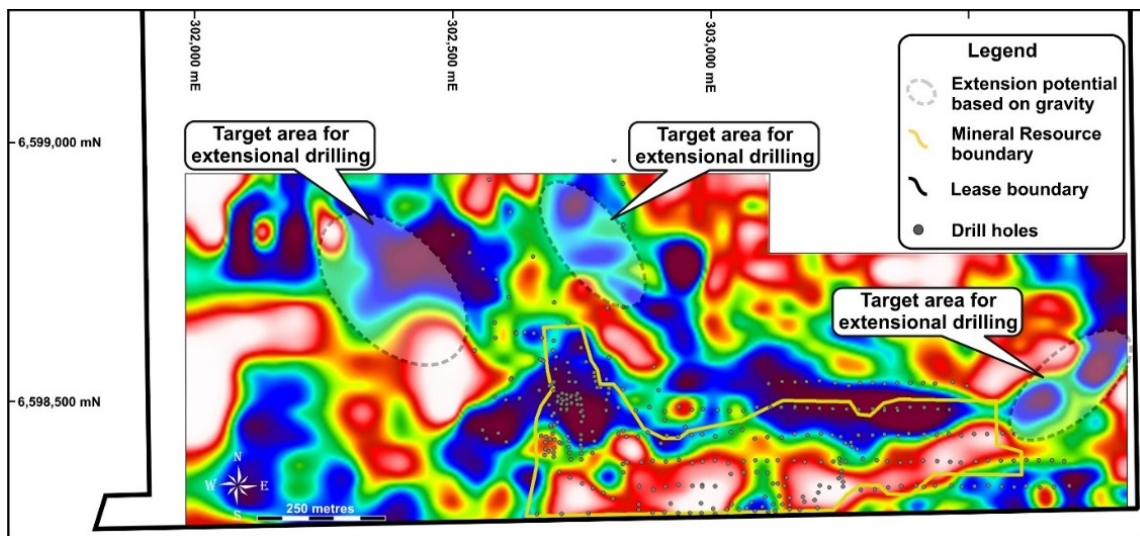 302,000 mE
302,500 mE
303,000 mE
Legend
Extension potential
based on gravity
Mineral Resource
boundary
Lease boundary
Drill holes
6,599,000 mN
Target area for
extensional drilling
Target area for
extensional drilling
Target area for
extensional drilling
6,598,500 mN
N
W E
S
250 metres